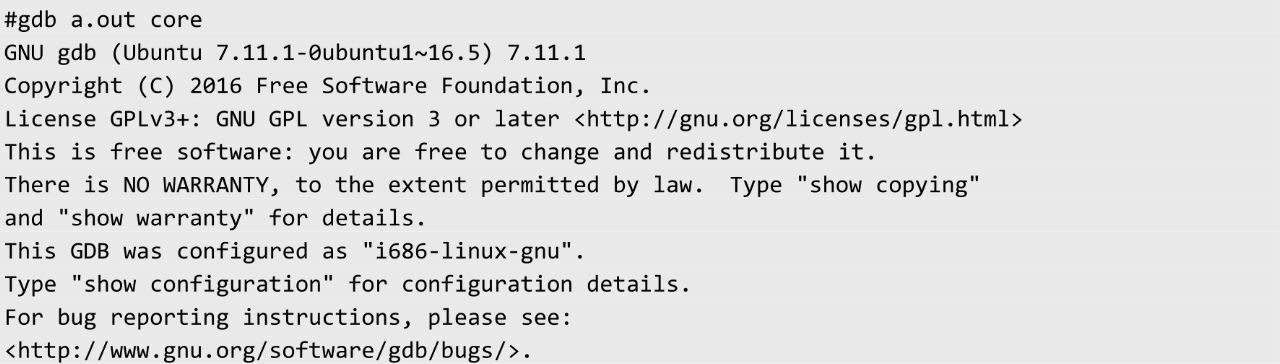 #gdb a.out core
GNU gdb (Ubuntu 7.11.1-0ubuntu1~16.5) 7.11.1
Copyright (C) 2016 Free Software Foundation, Inc.
License GPLv3+: GNU GPL version 3 or later <http://gnu.org/licenses/gpl.html>
This is free software: you are free to change and redistribute it.
There is NO WARRANTY, to the extent permitted by law.  Type "show copying"
and "show warranty" for details.
This GDB was configured as "i686-linux-gnu".
Type "show configuration" for configuration details.
For bug reporting instructions, please see:
<http://www.gnu.org/software/gdb/bugs/>.